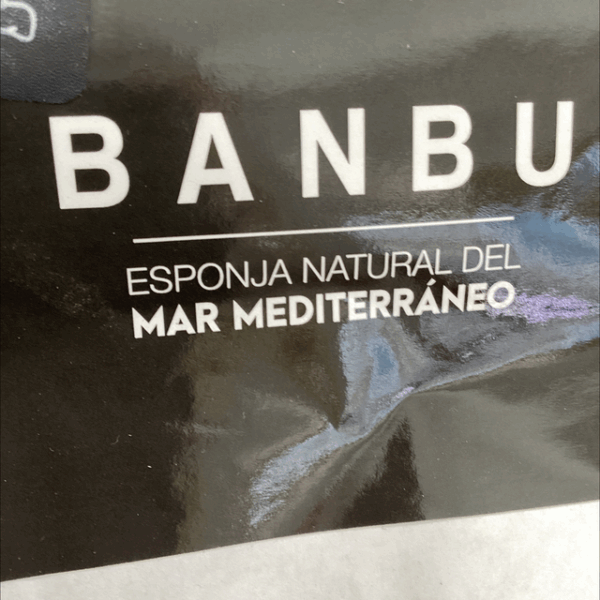 BANBU
ESPONJA NATURAL DEL
MAR MEDITERRÁNEO